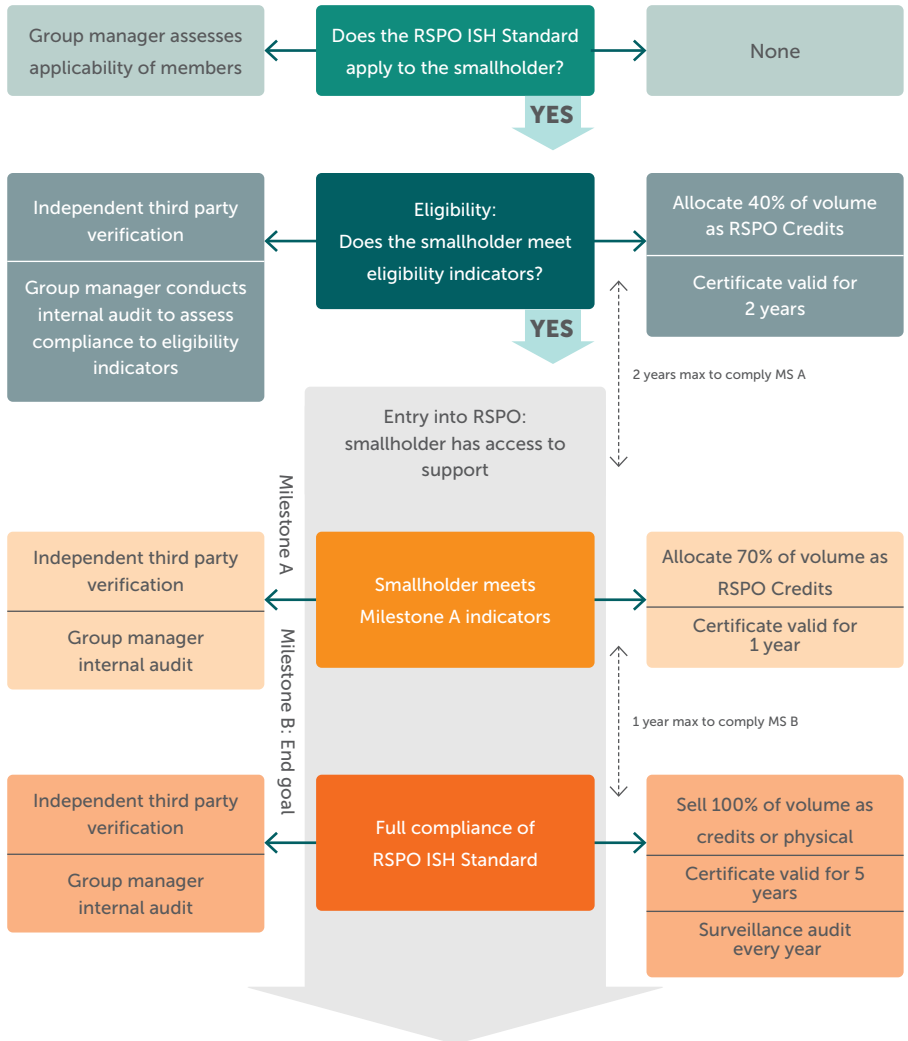 Group manager assesses
applicability of members
Does the RSPO ISH Standard
apply to the smallholder?
None
YES
Independent third party
verification
Group manager conducts
internal audit to assess
compliance to eligibility
indicators
Eligibility:
Does the smallholder meet
eligibility indicators?
Allocate 40% of volume
as RSPO Credits
Certificate valid for
2 years
YES
2 years max to comply MS A
Entry into RSPO:
smallholder has access to
support
Milestone A
Independent third party
verification
Group manager
internal audit
Smallholder meets
Milestone A indicators
Allocate 70% of volume as
RSPO Credits
Certificate valid for
1 year
Milestone B: End goal
1 year max to comply MS B
Independent third party
verification
Group manager
internal audit
Full compliance of
RSPO ISH Standard
Sell 100% of volume as
credits or physical
Certificate valid for 5
years
Surveillance audit
every year